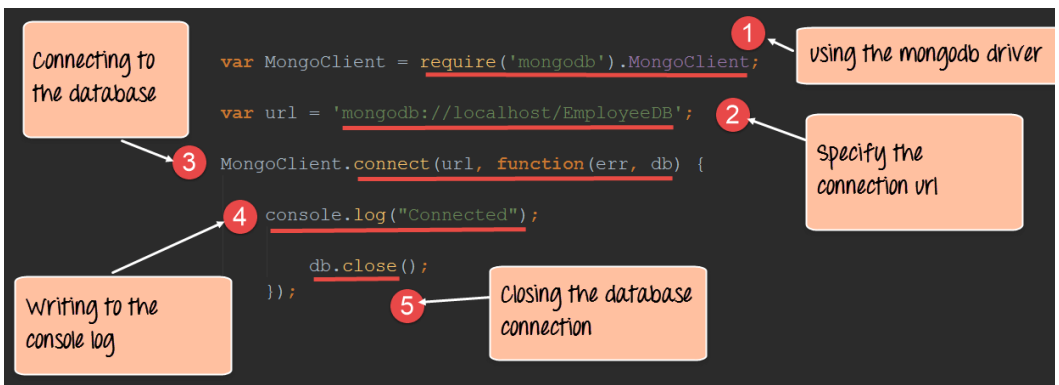 Connecting to
the database
var MongoClient = require('mongodb').MongoClient;
1
using the mongodb driver
var url = 'mongodb://localhost/EmployeeDB';
2
Specify the
connection url
3
MongoClient.connect(url, function(err, db) {
4
console.log("Connected");
db.close();
});
5
Writing to the
console log
Closing the database
connection